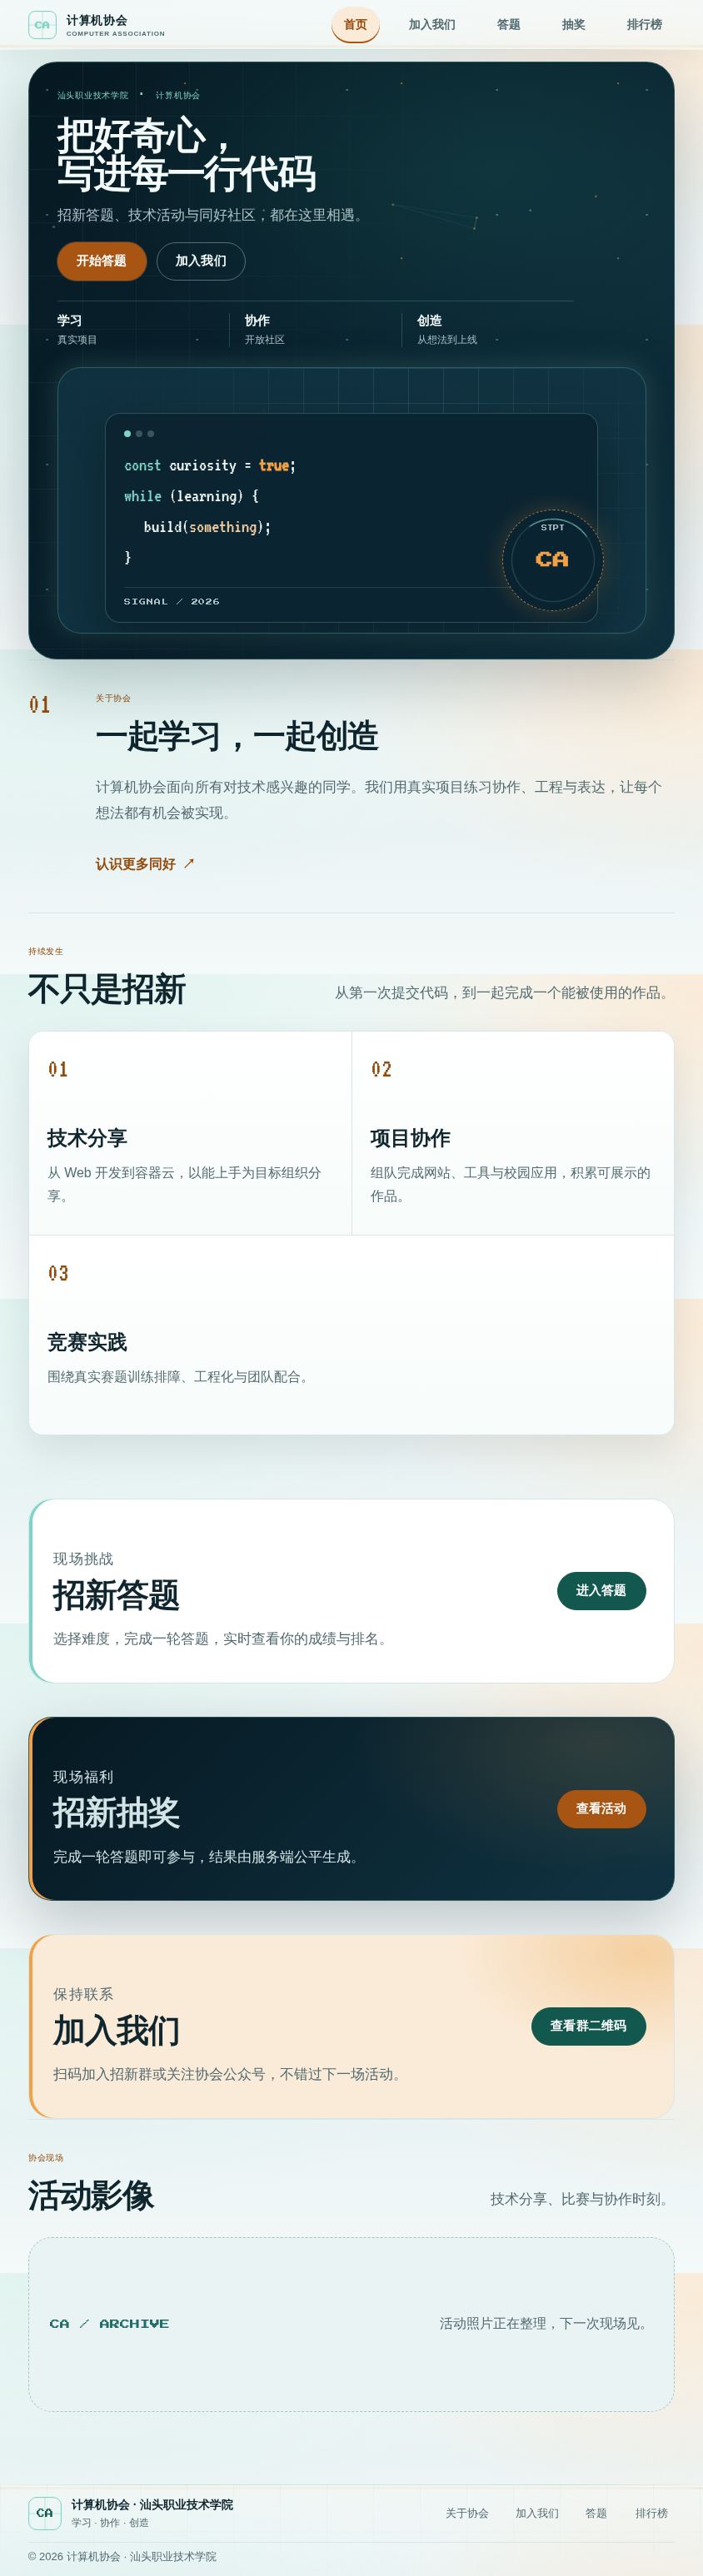 CA
计算机协会
COMPUTER ASSOCIATION
首页
加入我们
答题
抽奖
排行榜
汕头职业技术学院 • 计算机协会
把好奇心，
写进每一行代码
招新答题、技术活动与同好社区，都在这里相遇。
开始答题
加入我们
学习
真实项目
协作
开放社区
创造
从想法到上线
const curiosity = true;
while (learning) {
build(something);
}
SIGNAL / 2026
STPT
CA
01
关于协会
一起学习，一起创造
计算机协会面向所有对技术感兴趣的同学。我们用真实项目练习协作、工程与表达，让每个
想法都有机会被实现。
认识更多同好 ↗
持续发生
不只是招新
从第一次提交代码，到一起完成一个能被使用的作品。
01
技术分享
从 Web 开发到容器云，以能上手为目标组织分
享。
02
项目协作
组队完成网站、工具与校园应用，积累可展示的
作品。
03
竞赛实践
围绕真实赛题训练排障、工程化与团队配合。
现场挑战
招新答题
选择难度，完成一轮答题，实时查看你的成绩与排名。
进入答题
现场福利
招新抽奖
完成一轮答题即可参与，结果由服务端公平生成。
查看活动
保持联系
加入我们
扫码加入招新群或关注协会公众号，不错过下一场活动。
查看群二维码
协会现场
活动影像
技术分享、比赛与协作时刻。
CA / ARCHIVE
活动照片正在整理，下一次现场见。
CA
计算机协会 · 汕头职业技术学院
学习 · 协作 · 创造
关于协会
加入我们
答题
排行榜
© 2026 计算机协会 · 汕头职业技术学院